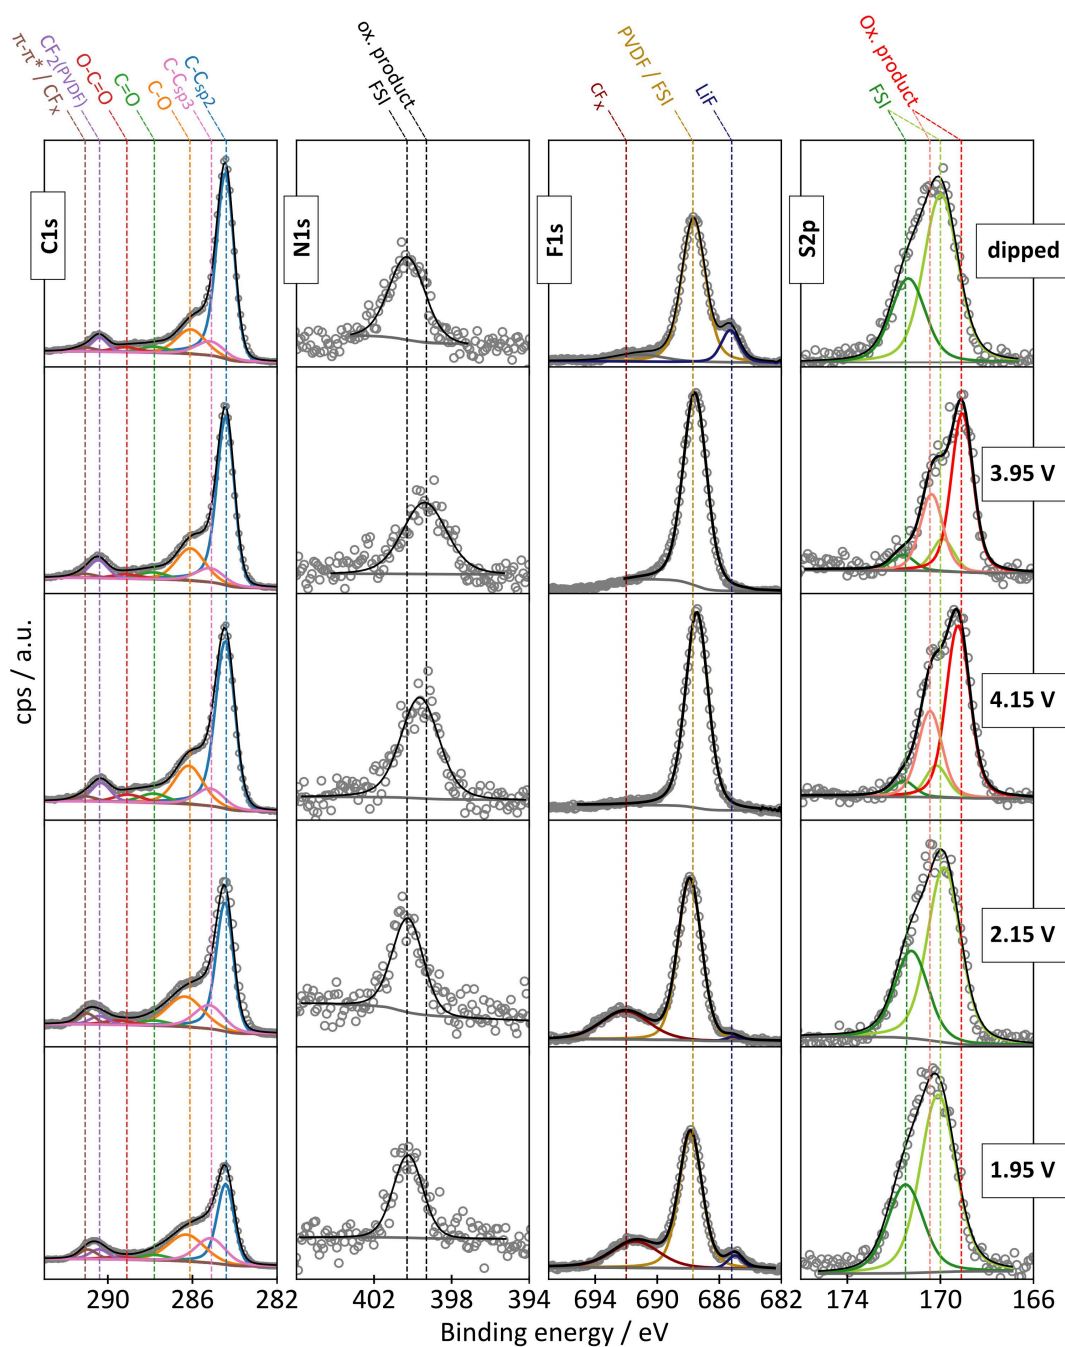 π-π* / CFx
CF2(PVDF)
O-C=O
C=O
C-O
C-Csp3
C-Csp2
ox. product
FSI
CFx
PVDF / FSI
LiF
FSI
Ox. product
C1s
N1s
F1s
S2p
dipped
3.95 V
4.15 V
2.15 V
1.95 V
cps / a.u.
290
286
282
402
398
394
694
690
686
682
174
170
166
Binding energy / eV